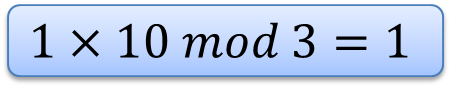 1 × 10 mod 3 = 1